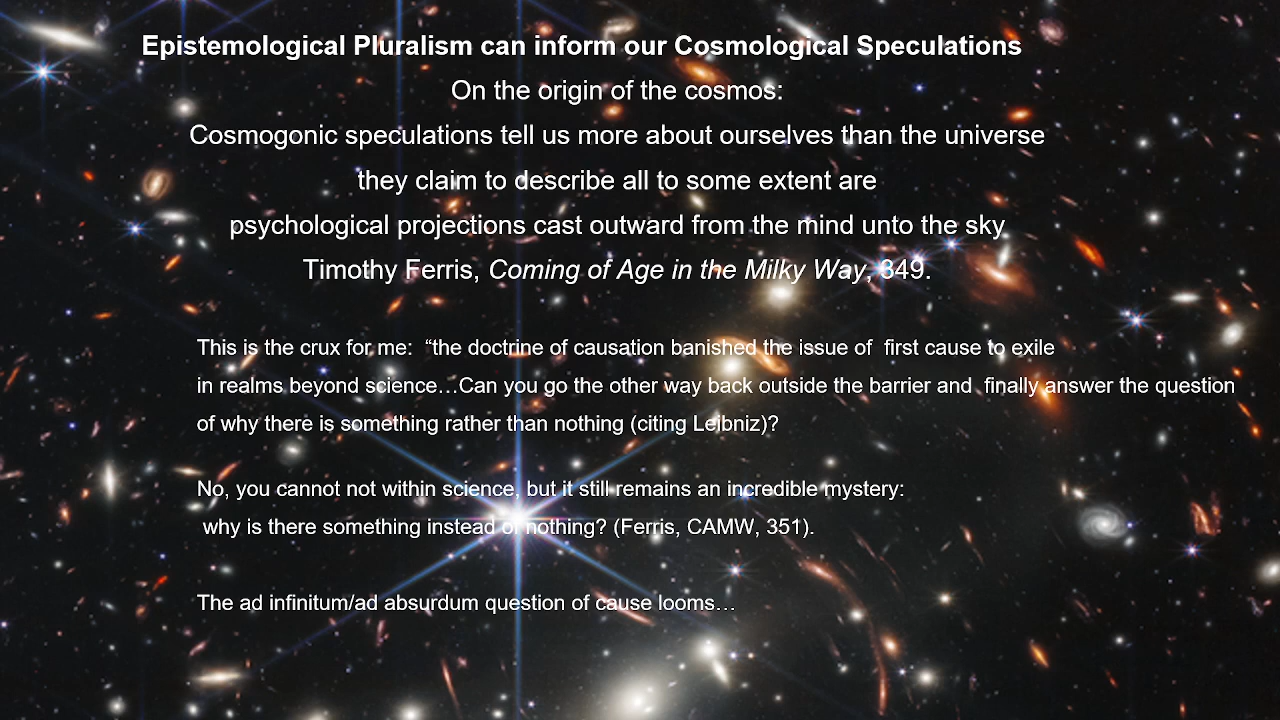 Epistemological Pluralism can inform our Cosmological Speculations
On the origin of the cosmos:
Cosmogonic speculations tell us more about ourselves than the universe
they claim to describe all to some extent are
psychological projections cast outward from the mind unto the sky
Timothy Ferris, Coming of Age in the Milky Way, 349.
This is the crux for me:  “the doctrine of causation banished the issue of  first cause to exile
in realms beyond science…Can you go the other way back outside the barrier and  finally answer the question
of why there is something rather than nothing (citing Leibniz)?
No, you cannot not within science, but it still remains an incredible mystery:
why is there something instead of nothing? (Ferris, CAMW, 351).
The ad infinitum/ad absurdum question of cause looms…